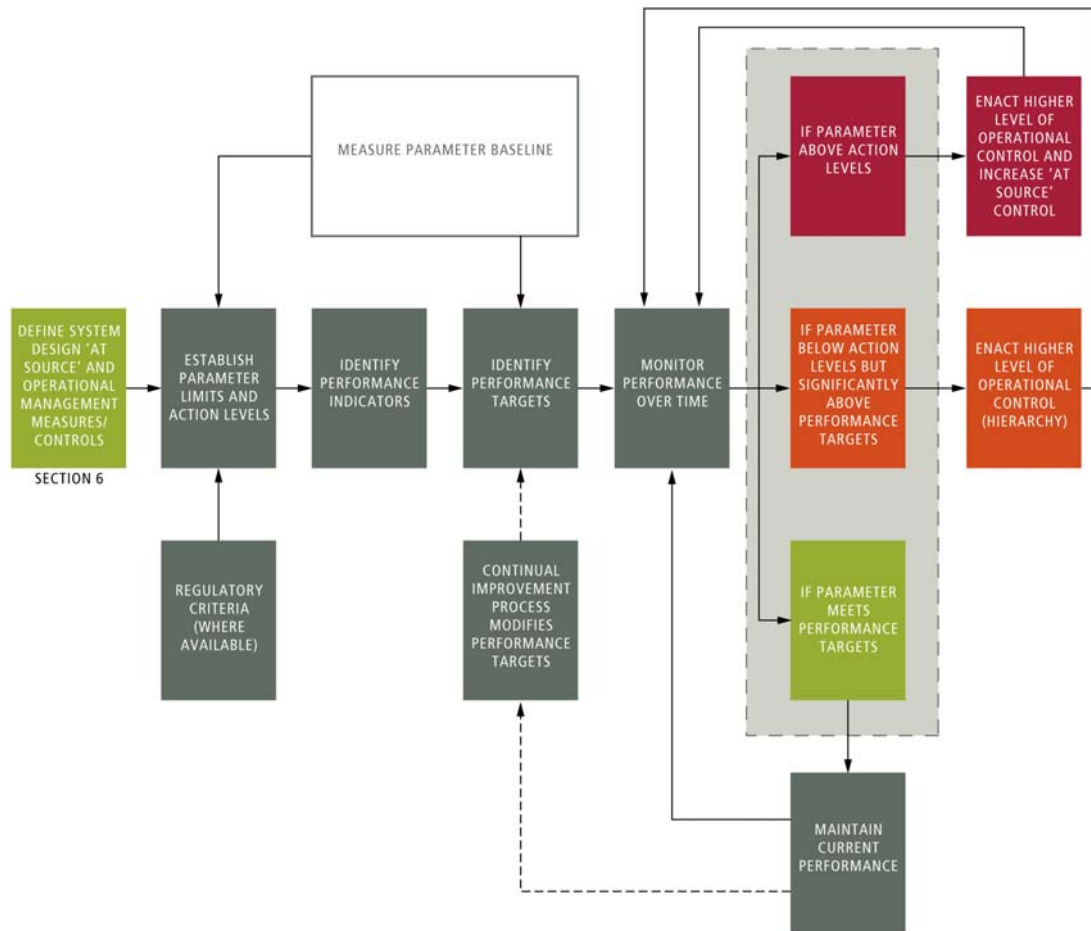 MEASURE PARAMETER BASELINE
IF PARAMETER
ABOVE ACTION
LEVELS
ENACT HIGHER
LEVEL OF
OPERATIONAL
CONTROL AND
INCREASE ‘AT
SOURCE’
CONTROL
DEFINE SYSTEM
DESIGN ‘AT
SOURCE’ AND
OPERATIONAL
MANAGEMENT
MEASURES/
CONTROLS
SECTION 6
ESTABLISH
PARAMETER
LIMITS AND
ACTION LEVELS
IDENTIFY
PERFORMANCE
INDICATORS
IDENTIFY
PERFORMANCE
TARGETS
MONITOR
PERFORMANCE
OVER TIME
IF PARAMETER
BELOW ACTION
LEVELS BUT
SIGNIFICANTLY
ABOVE
PERFORMANCE
TARGETS
ENACT HIGHER
LEVEL OF
OPERATIONAL
CONTROL
(HIERARCHY)
REGULATORY
CRITERIA
(WHERE
AVAILABLE)
CONTINUAL
IMPROVEMENT
PROCESS
MODIFIES
PERFORMANCE
TARGETS
IF PARAMETER
MEETS
PERFORMANCE
TARGETS
MAINTAIN
CURRENT
PERFORMANCE